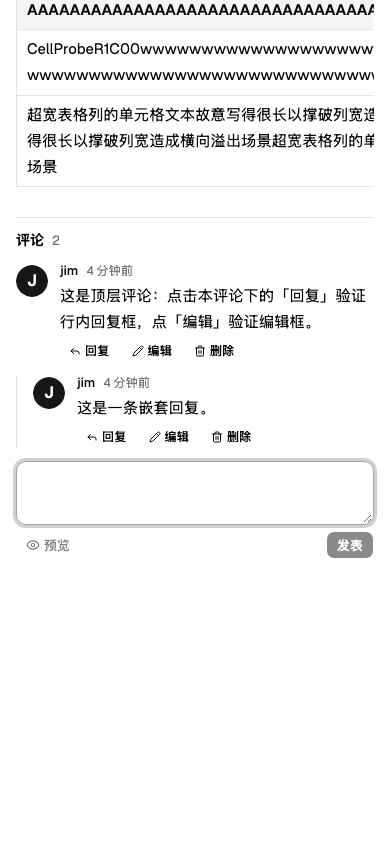 AAAAAAAAAAAAAAAAAAAAAAAAAAAAAAAAA
CellProbeR1C00wwwwwwwwwwwwwwwwwwww
wwwwwwwwwwwwwwwwwwwwwwwwwwwwwww
超宽表格列的单元格文本故意写得很长以撑破列宽造
得很长以撑破列宽造成横向溢出场景超宽表格列的单
场景
评论 2
J jim 4 分钟前
这是顶层评论：点击本评论下的「回复」验证
行内回复框，点「编辑」验证编辑框。
回复 编辑 删除
J jim 4 分钟前
这是一条嵌套回复。
回复 编辑 删除
预览 发表